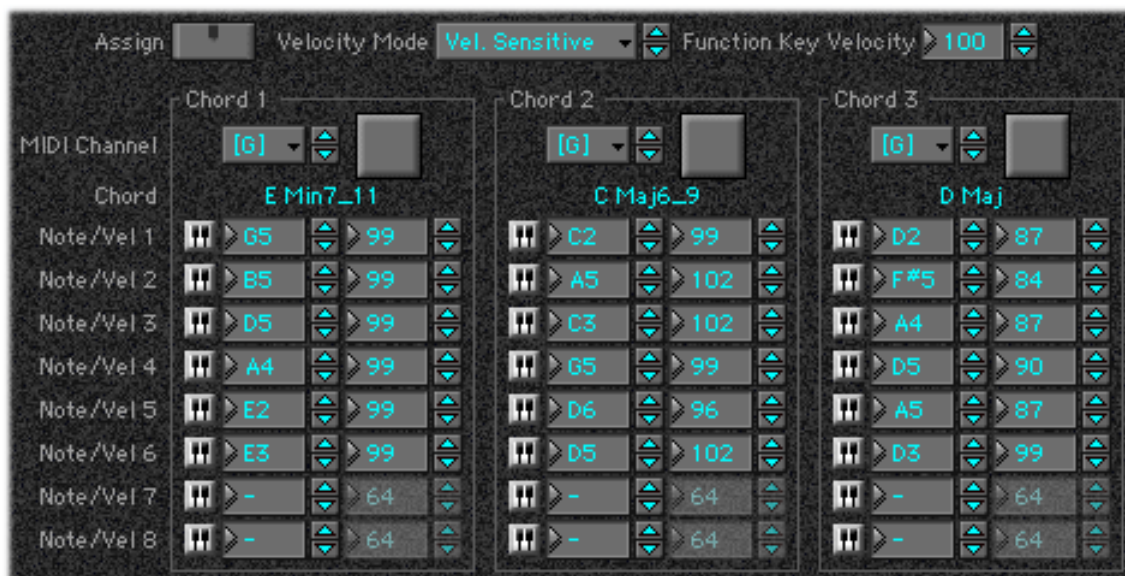 Assign Velocity Mode Vel. Sensitive Function Key Velocity 100
Chord 1 Chord 2 Chord 3
MIDI Channel [G] [G] [G]
Chord E Min7_11 C Maj6_9 D Maj
Note/Vel 1 G5 99 C2 99 D2 87
Note/Vel 2 B5 99 A5 102 F#5 84
Note/Vel 3 D5 99 C3 102 A4 87
Note/Vel 4 A4 99 G5 99 D5 90
Note/Vel 5 E2 99 D6 96 A5 87
Note/Vel 6 E3 99 D5 102 D3 99
Note/Vel 7 - 64 - 64 - 64
Note/Vel 8 - 64 - 64 - 64